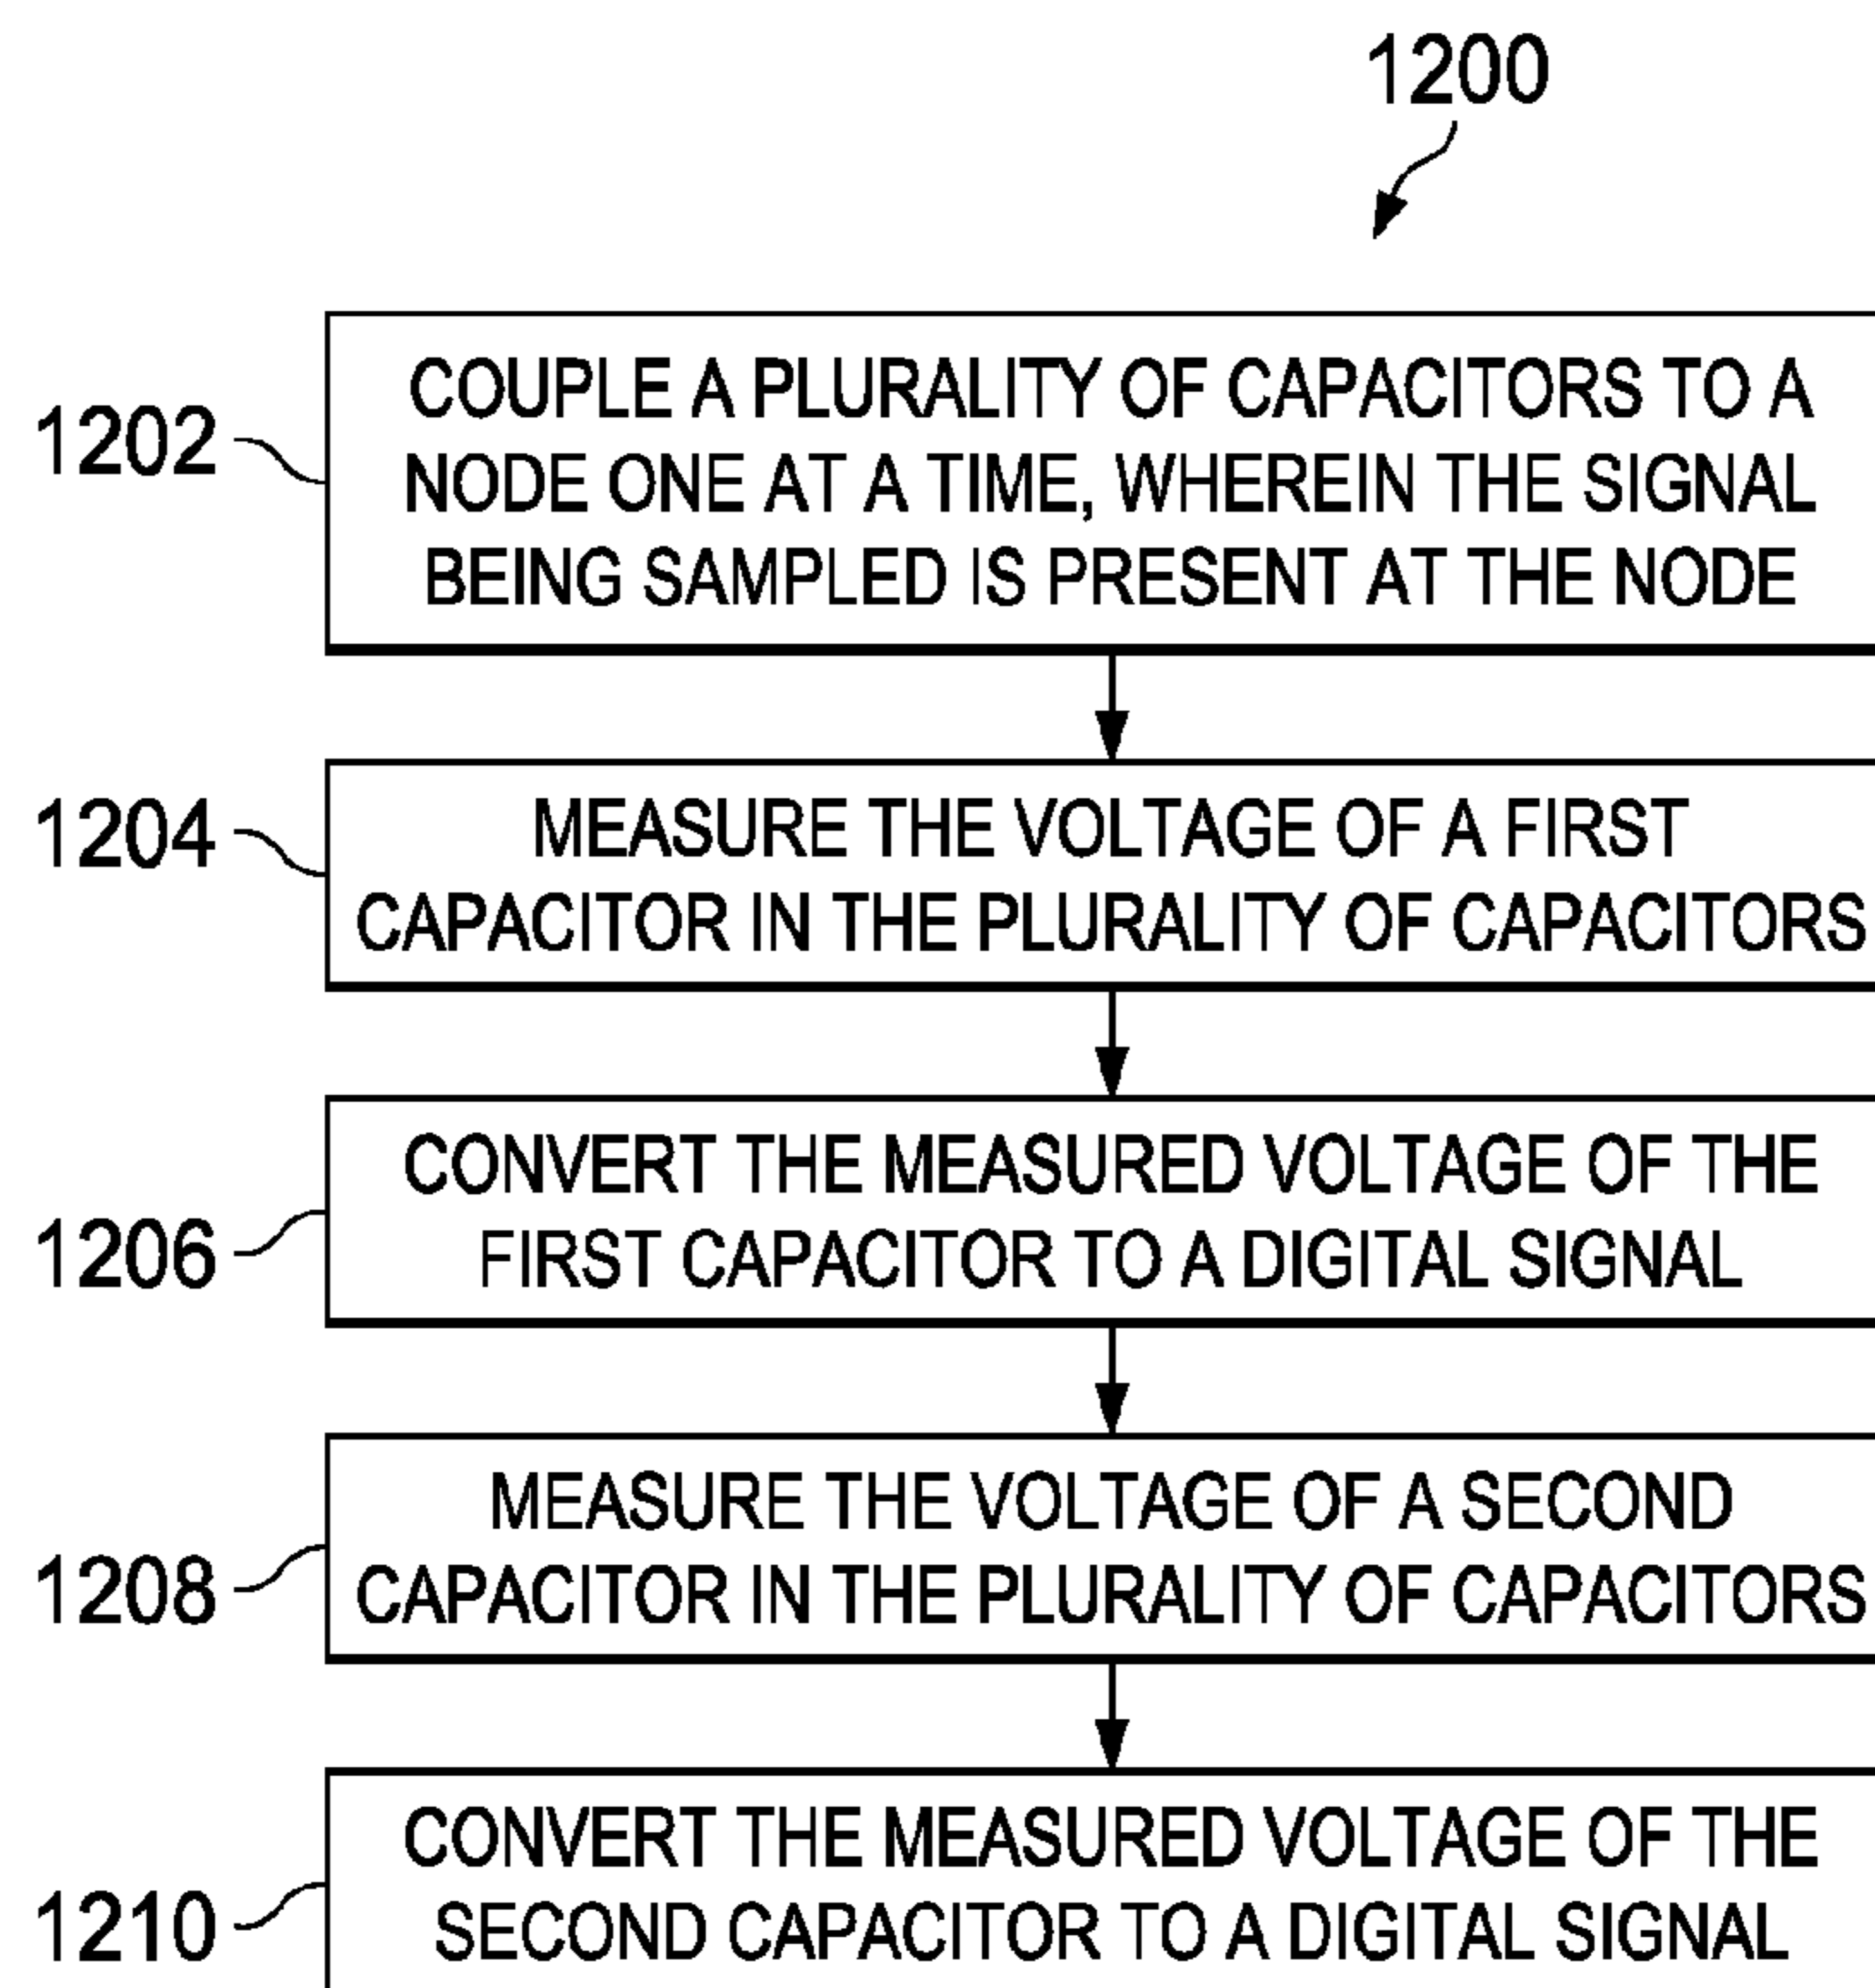 1200
1202
COUPLE A PLURALITY OF CAPACITORS TO A
NODE ONE AT A TIME, WHEREIN THE SIGNAL
BEING SAMPLED IS PRESENT AT THE NODE
1204
MEASURE THE VOLTAGE OF A FIRST
CAPACITOR IN THE PLURALITY OF CAPACITORS
1206
CONVERT THE MEASURED VOLTAGE OF THE
FIRST CAPACITOR TO A DIGITAL SIGNAL
1208
MEASURE THE VOLTAGE OF A SECOND
CAPACITOR IN THE PLURALITY OF CAPACITORS
1210
CONVERT THE MEASURED VOLTAGE OF THE
SECOND CAPACITOR TO A DIGITAL SIGNAL